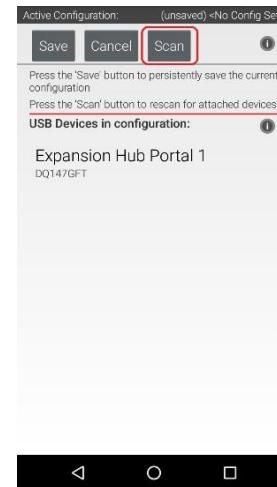 Active Configuration: (unsaved) <No Config Set
Save Cancel Scan
Press the 'Save' button to persistently save the current
configuration
Press the 'Scan' button to rescan for attached devices
USB Devices in configuration:
Expansion Hub Portal 1
DQ147GFT